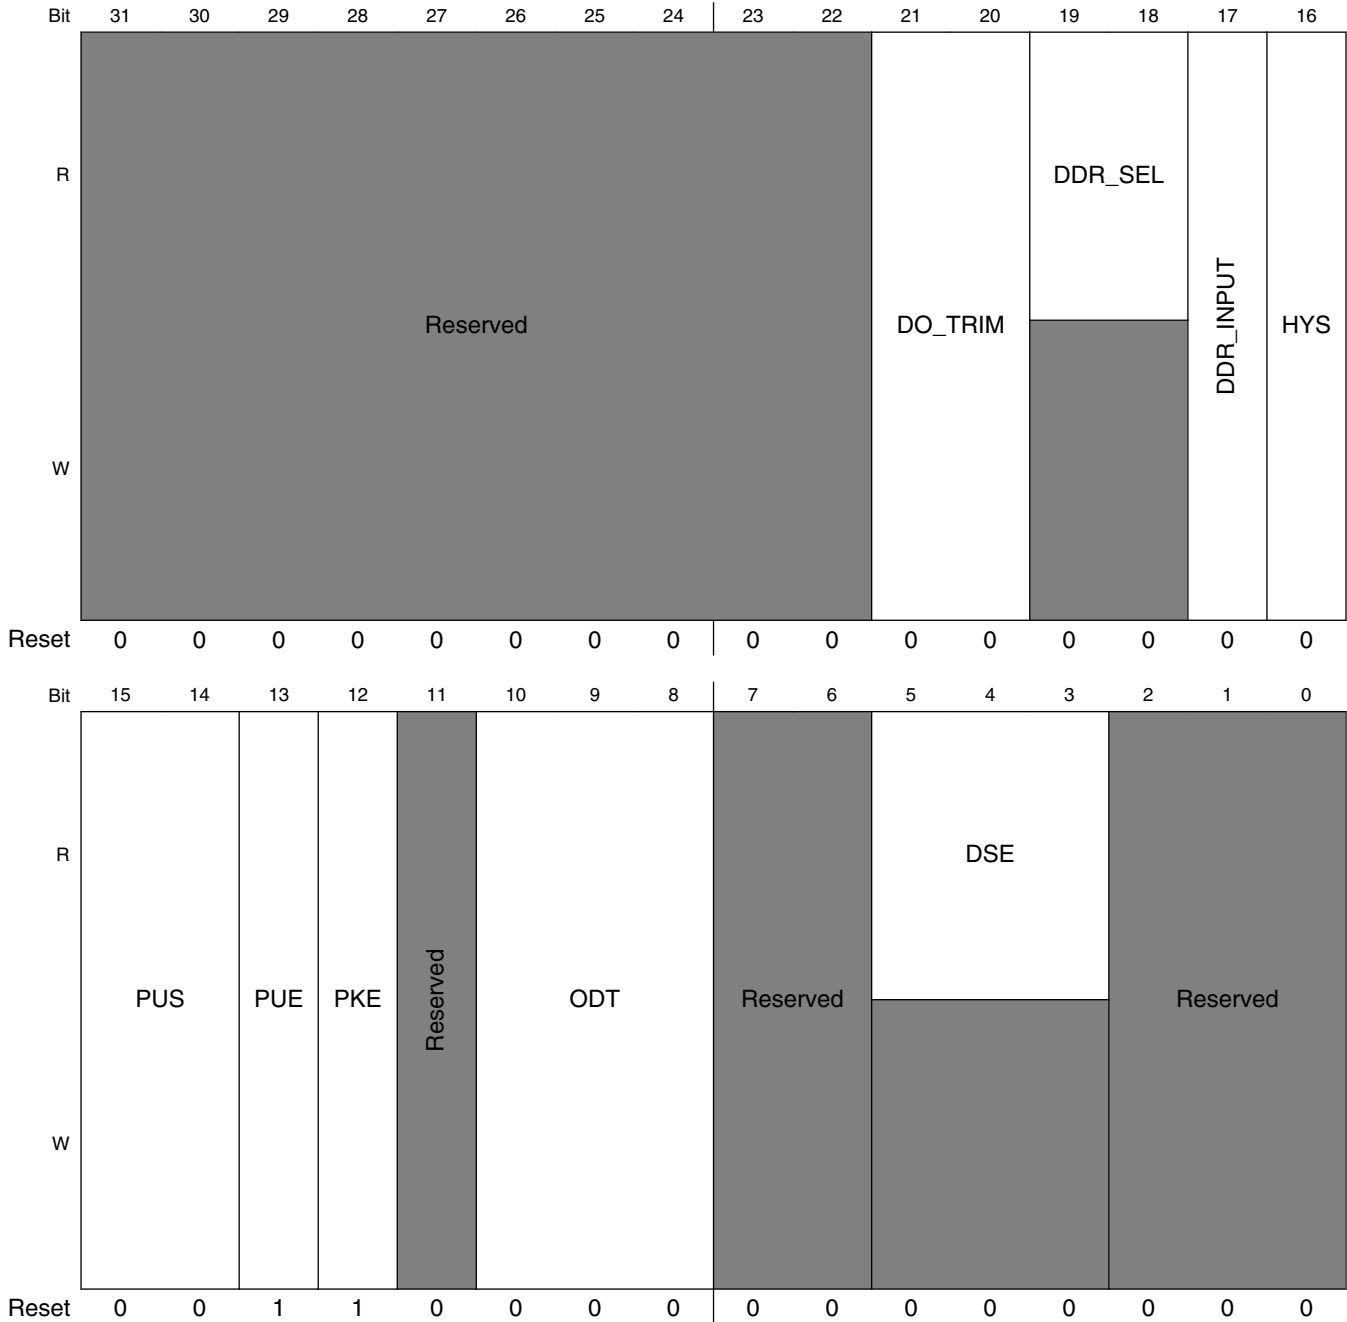 Bit 31 30 29 28 27 26 25 24 23 22 21 20 19 18 17 16
R DDR_SEL
Reserved DO_TRIM DDR_INPUT HYS
W
Reset 0 0 0 0 0 0 0 0 0 0 0 0 0 0 0 0
Bit 15 14 13 12 11 10 9 8 7 6 5 4 3 2 1 0
R DSE
PUS PUE PKE Reserved ODT Reserved Reserved
W
Reset 0 0 1 1 0 0 0 0 0 0 0 0 0 0 0 0